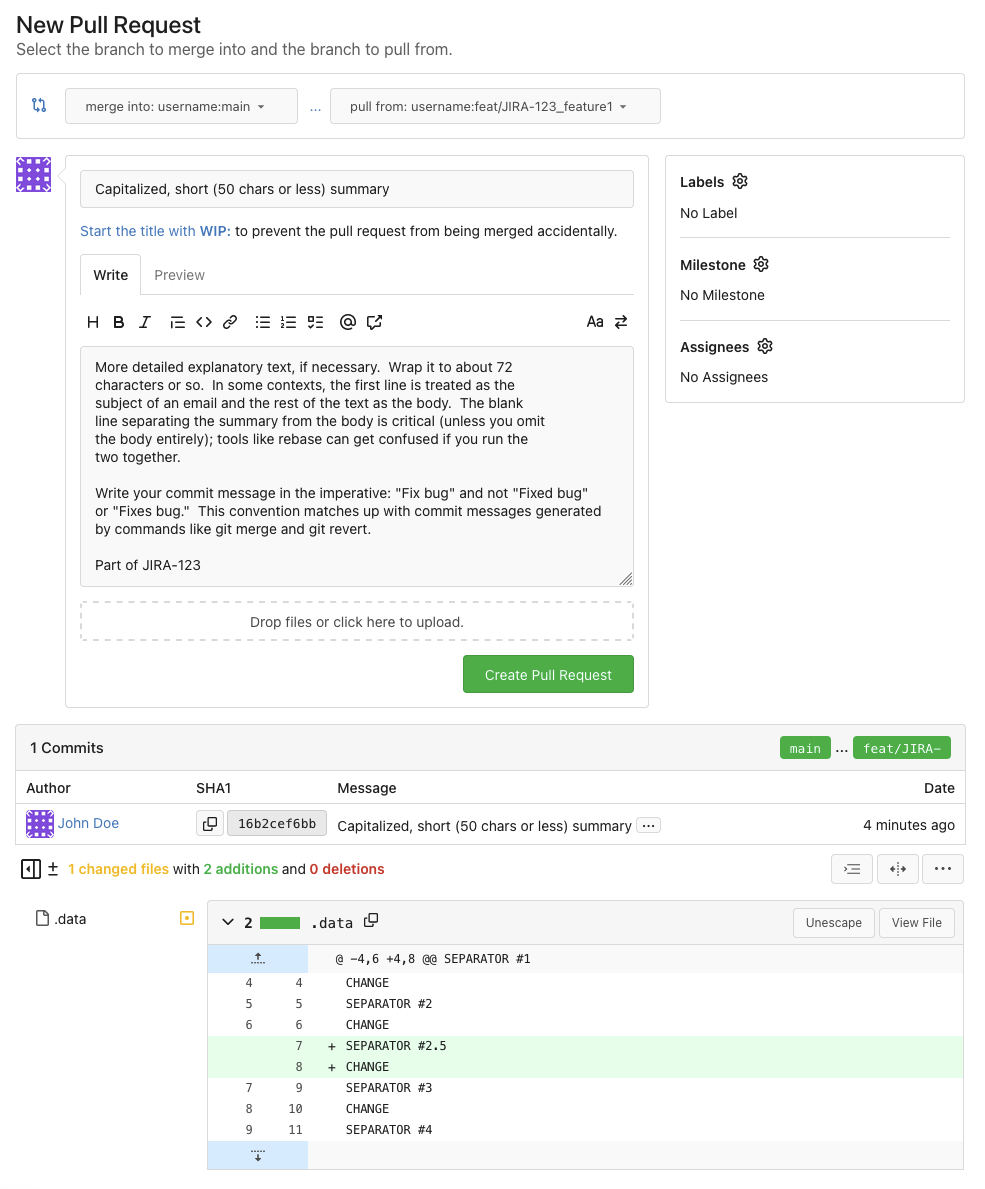 New Pull Request
Select the branch to merge into and the branch to pull from.
merge into: username:main ... pull from: username:feat/JIRA-123_feature1
Capitalized, short (50 chars or less) summary
Start the title with WIP: to prevent the pull request from being merged accidentally.
Write Preview
H B I Aa
More detailed explanatory text, if necessary.  Wrap it to about 72
characters or so.  In some contexts, the first line is treated as the
subject of an email and the rest of the text as the body.  The blank
line separating the summary from the body is critical (unless you omit
the body entirely); tools like rebase can get confused if you run the
two together.
Write your commit message in the imperative: "Fix bug" and not "Fixed bug"
or "Fixes bug."  This convention matches up with commit messages generated
by commands like git merge and git revert.
Part of JIRA-123
Drop files or click here to upload.
Create Pull Request
Labels
No Label
Milestone
No Milestone
Assignees
No Assignees
1 Commits main ... feat/JIRA-
Author SHA1 Message Date
John Doe 16b2cef6bb Capitalized, short (50 chars or less) summary ... 4 minutes ago
± 1 changed files with 2 additions and 0 deletions
.data
2 .data Unescape View File
@ -4,6 +4,8 @@ SEPARATOR #1
4 4 CHANGE
5 5 SEPARATOR #2
6 6 CHANGE
7 + SEPARATOR #2.5
8 + CHANGE
7 9 SEPARATOR #3
8 10 CHANGE
9 11 SEPARATOR #4